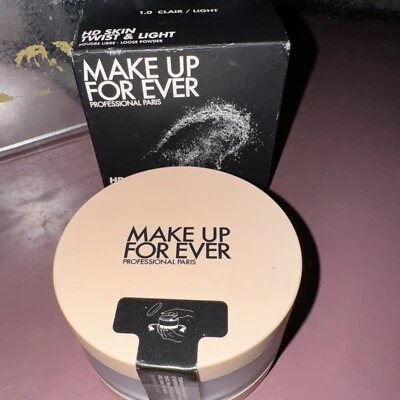 1.0 CLAIR / LIGHT
HD SKIN
TWIST & LIGHT
POUDRE LIBRE - LOOSE POWDER
MAKE UP
FOR EVER
PROFESSIONAL PARIS
MAKE UP
FOR EVER
PROFESSIONAL PARIS